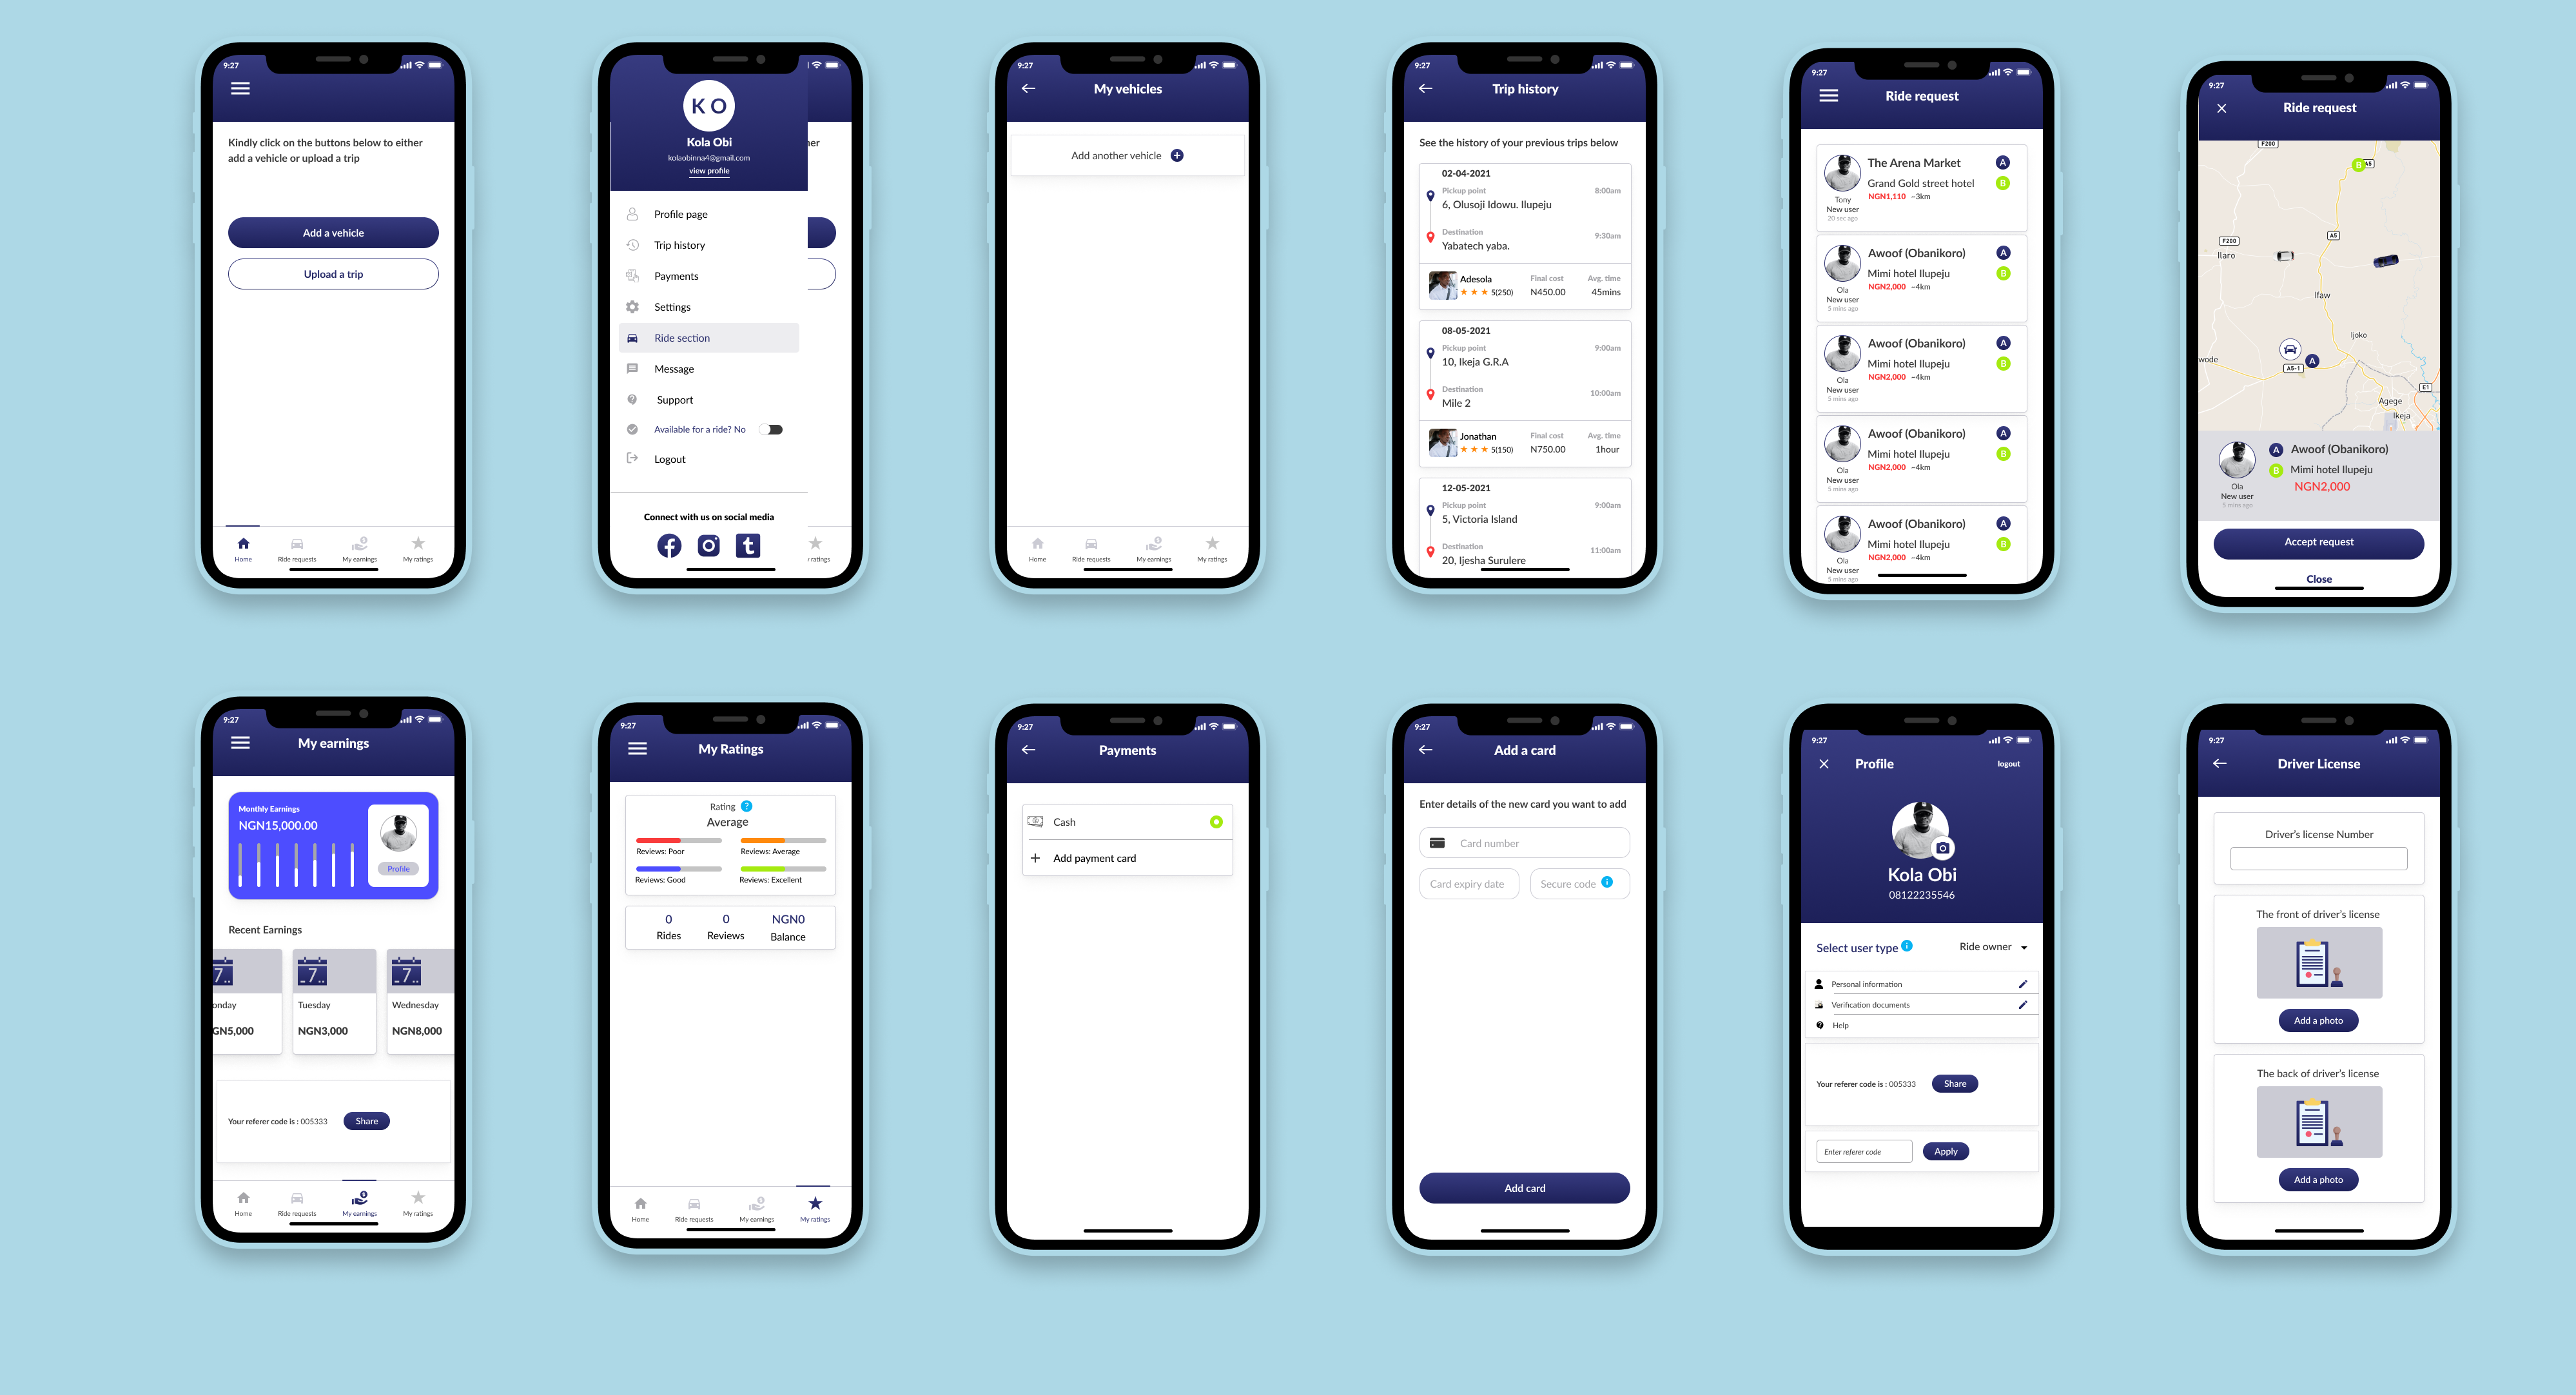 9:27
Kindly click on the buttons below to either
add a vehicle or upload a trip
Add a vehicle
Upload a trip
Home
Ride requests
My earnings
My ratings
K O
Kola Obi
kolaobinna4@gmail.com
view profile
Profile page
Trip history
Payments
Settings
Ride section
Message
Support
Available for a ride? No
Logout
Connect with us on social media
ner
ratings
9:27
My vehicles
Add another vehicle
Home
Ride requests
My earnings
My ratings
9:27
Trip history
See the history of your previous trips below
02-04-2021
Pickup point 8:00am
6, Olusoji Idowu. Ilupeju
Destination 9:30am
Yabatech yaba.
Adesola Final cost Avg. time
5(250) N450.00 45mins
08-05-2021
Pickup point 9:00am
10, Ikeja G.R.A
Destination 10:00am
Mile 2
Jonathan Final cost Avg. time
5(150) N750.00 1hour
12-05-2021
Pickup point 9:00am
5, Victoria Island
Destination 11:00am
20, Ijesha Surulere
9:27
Ride request
The Arena Market A
Grand Gold street hotel B
NGN1,110 ~3km
Tony
New user
20 sec ago
Awoof (Obanikoro) A
Mimi hotel Ilupeju B
NGN2,000 ~4km
Ola
New user
5 mins ago
Awoof (Obanikoro) A
Mimi hotel Ilupeju B
NGN2,000 ~4km
Ola
New user
5 mins ago
Awoof (Obanikoro) A
Mimi hotel Ilupeju B
NGN2,000 ~4km
Ola
New user
5 mins ago
Awoof (Obanikoro) A
Mimi hotel Ilupeju B
NGN2,000 ~4km
Ola
New user
5 mins ago
9:27
Ride request
F200
B A5
A5
F200
Ilaro
Ifaw
Ijoko
wode
A
A5-1
E1
Agege
Ikeja
A Awoof (Obanikoro)
B Mimi hotel Ilupeju
NGN2,000
Ola
New user
5 mins ago
Accept request
Close
9:27
My earnings
Monthly Earnings
NGN15,000.00
Profile
Recent Earnings
7.. 7.. 7..
onday Tuesday Wednesday
GN5,000 NGN3,000 NGN8,000
Your referer code is : 005333 Share
Home
Ride requests
My earnings
My ratings
9:27
My Ratings
Rating ?
Average
Reviews: Poor Reviews: Average
Reviews: Good Reviews: Excellent
0 0 NGN0
Rides Reviews Balance
Home
Ride requests
My earnings
My ratings
9:27
Payments
Cash
Add payment card
9:27
Add a card
Enter details of the new card you want to add
Card number
Card expiry date Secure code i
Add card
9:27
Profile logout
Kola Obi
08122235546
Select user type i Ride owner
Personal information
Verification documents
Help
Your referer code is : 005333 Share
Enter referer code Apply
9:27
Driver License
Driver's license Number
The front of driver's license
Add a photo
The back of driver's license
Add a photo